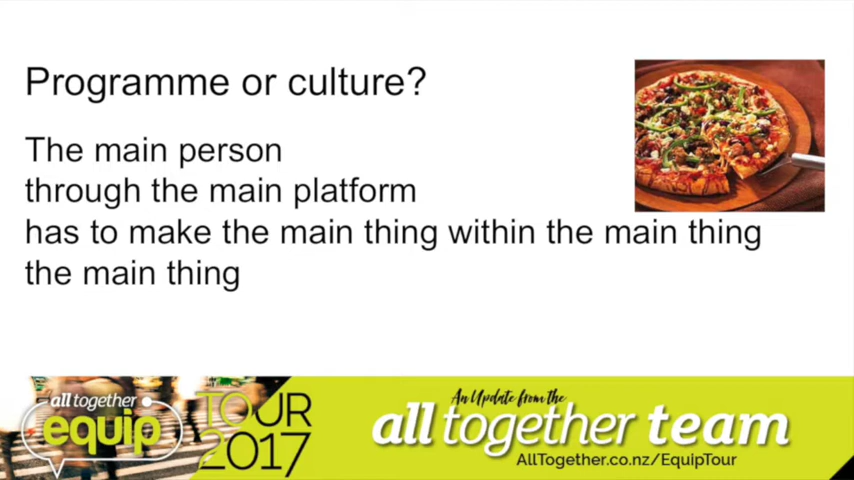 Programme or culture?
The main person
through the main platform
has to make the main thing within the main thing
the main thing
all together
equip
TOUR
2017
An Update from the
all together team
AllTogether.co.nz/EquipTour